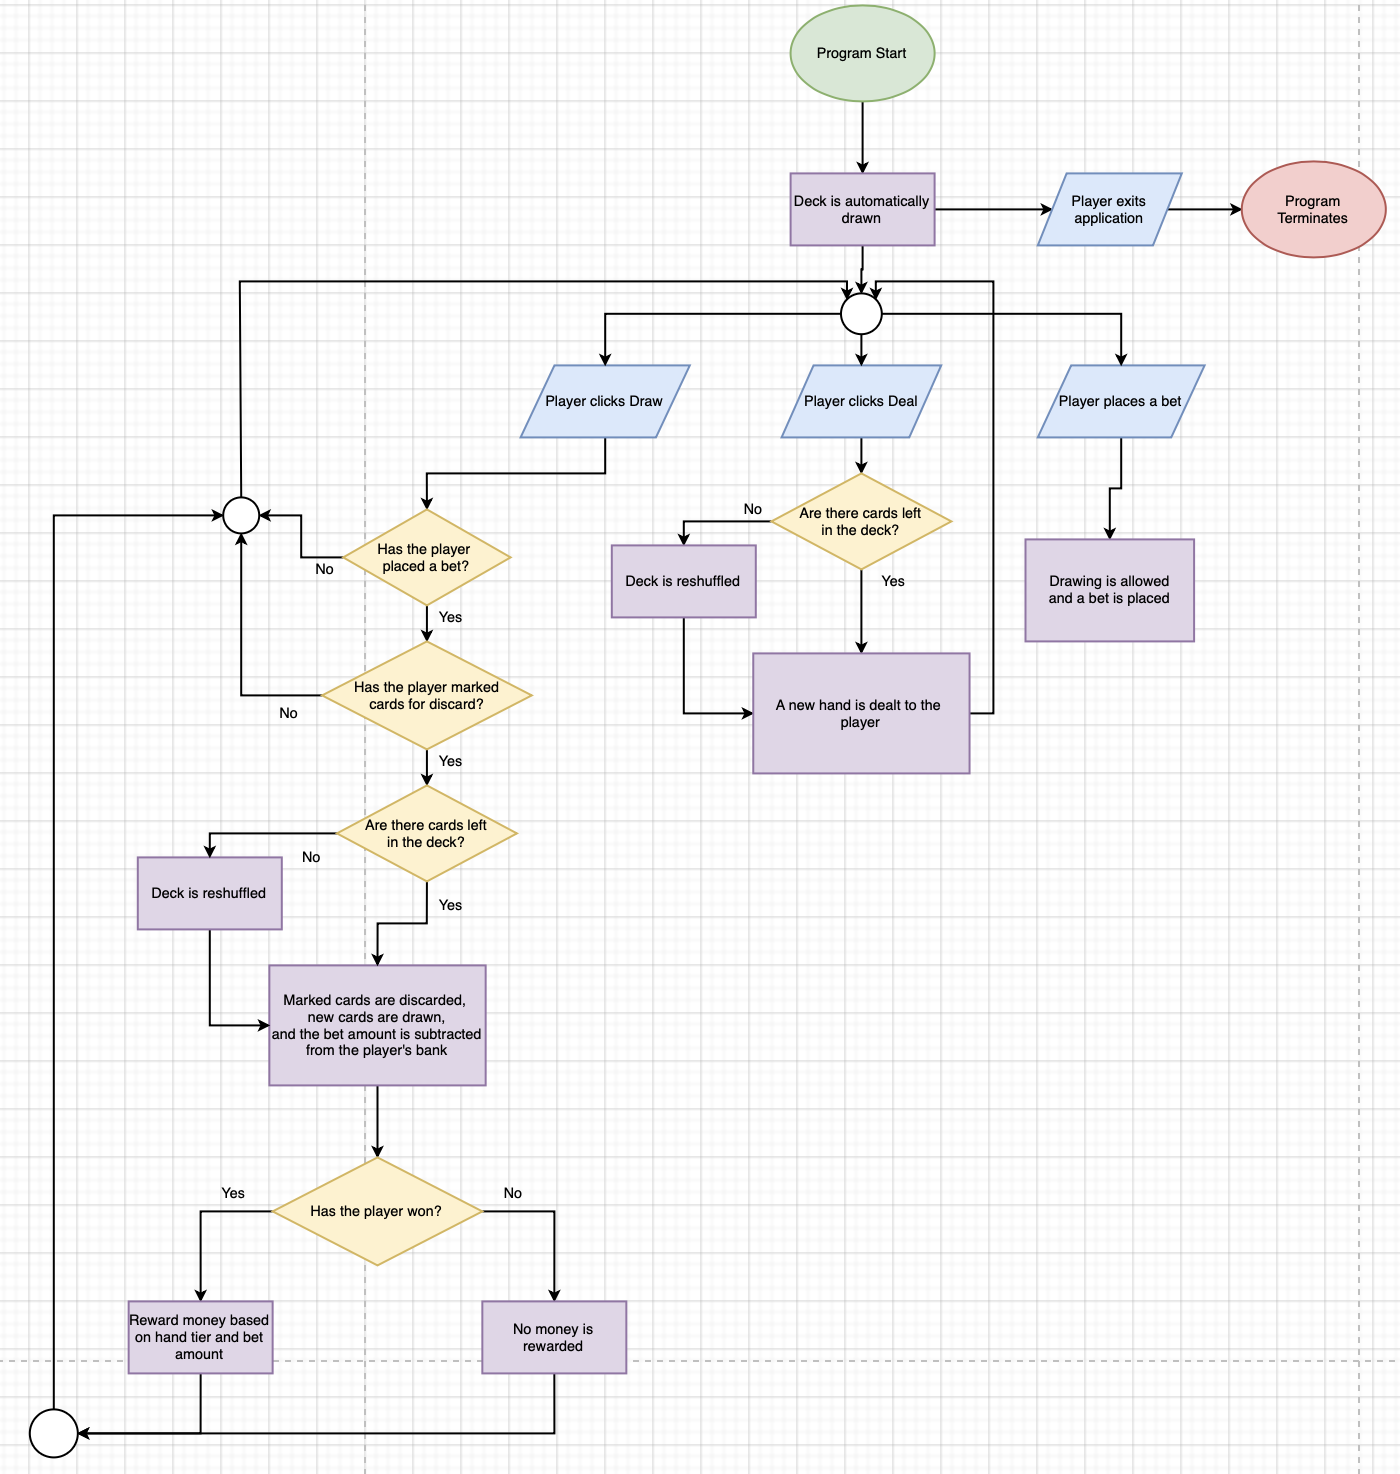 Program Start
Deck is automatically
drawn
Player exits
application
Program
Terminates
Player clicks Draw
Player clicks Deal
Player places a bet
Has the player
placed a bet?
No
Yes
Are there cards left
in the deck?
No
Yes
Deck is reshuffled
Drawing is allowed
and a bet is placed
Has the player marked
cards for discard?
No
Yes
A new hand is dealt to the
player
Are there cards left
in the deck?
No
Yes
Deck is reshuffled
Marked cards are discarded,
new cards are drawn,
and the bet amount is subtracted
from the player's bank
Has the player won?
Yes
No
Reward money based
on hand tier and bet
amount
No money is
rewarded